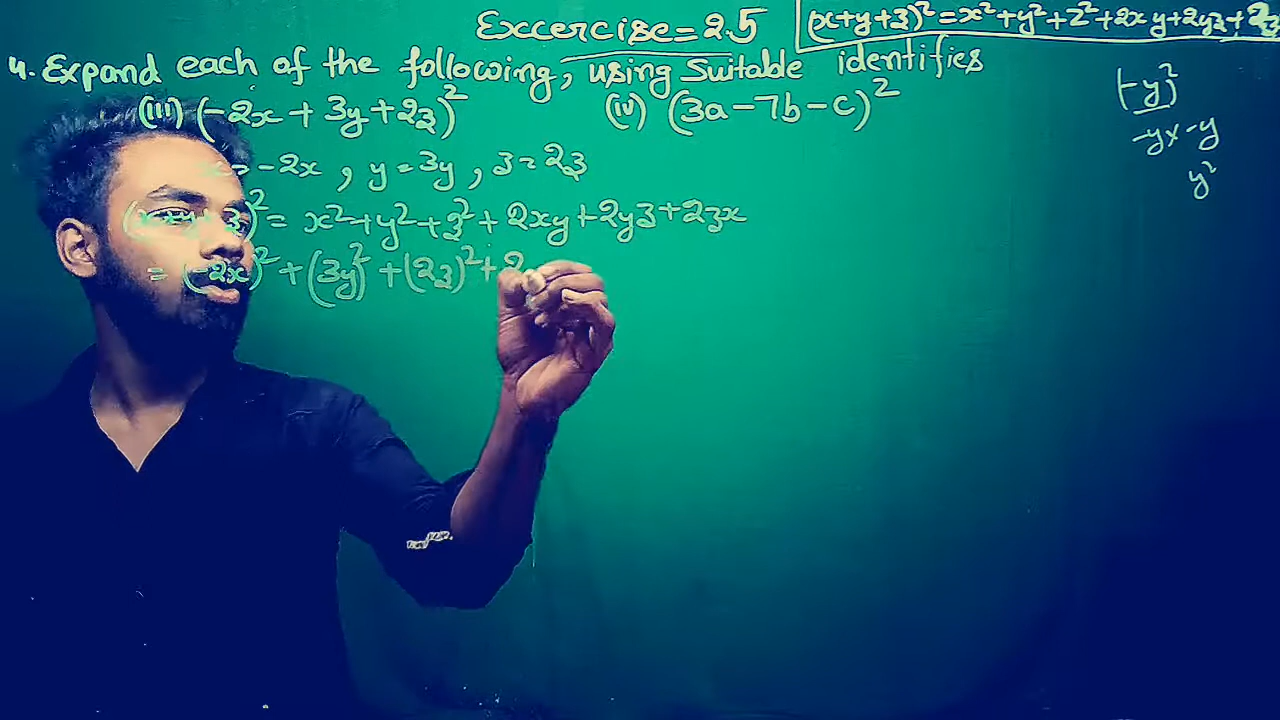 Excercise = 2.5
(x+y+z)² = x²+y²+z²+2xy+2yz+2z
4. Expand each of the following, using Suitable identifies
(iii) (-2x + 3y + 2z)²
(iv) (3a - 7b - c)²
(-y)²
-y x -y
y²
= -2x, y = 3y, z = 2z
z)² = x²+y²+z² + 2xy + 2yz + 2zx
= (-2x)² + (3y)² + (2z)² + 2